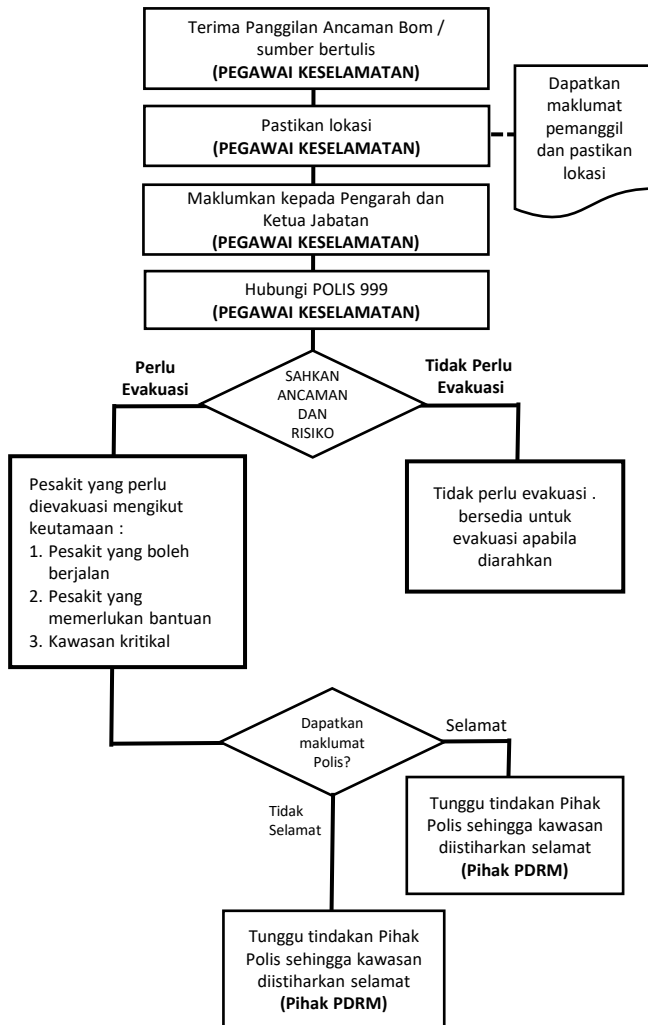 Terima Panggilan Ancaman Bom /
sumber bertulis
(PEGAWAI KESELAMATAN)
Pastikan lokasi
(PEGAWAI KESELAMATAN)
Dapatkan
maklumat
pemanggil
dan pastikan
lokasi
Maklumkan kepada Pengarah dan
Ketua Jabatan
(PEGAWAI KESELAMATAN)
Hubungi POLIS 999
(PEGAWAI KESELAMATAN)
Perlu
Evakuasi
SAHKAN
ANCAMAN
DAN
RISIKO
Tidak Perlu
Evakuasi
Pesakit yang perlu
dievakuasi mengikut
keutamaan :
1. Pesakit yang boleh
berjalan
2. Pesakit yang
memerlukan bantuan
3. Kawasan kritikal
Tidak perlu evakuasi .
bersedia untuk
evakuasi apabila
diarahkan
Dapatkan
maklumat
Polis?
Selamat
Tidak
Selamat
Tunggu tindakan Pihak
Polis sehingga kawasan
diistiharkan selamat
(Pihak PDRM)
Tunggu tindakan Pihak
Polis sehingga kawasan
diistiharkan selamat
(Pihak PDRM)